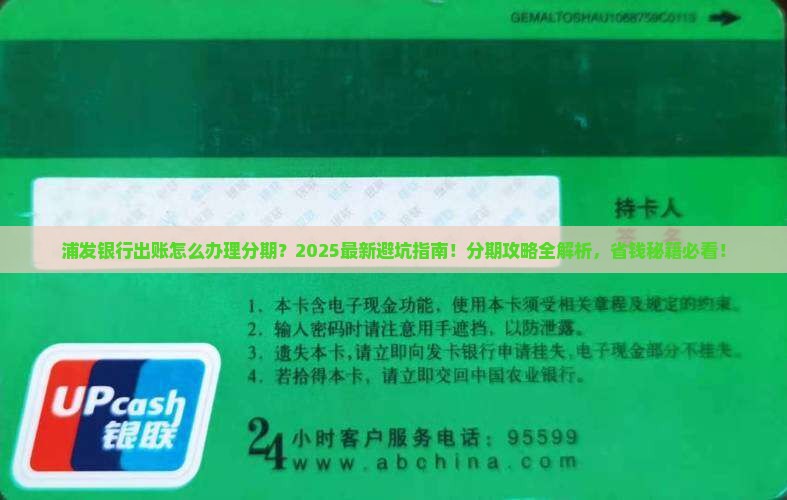 GEMALTOSHAU1068759C0119
持卡人
签 名
浦发银行出账怎么办理分期？2025最新避坑指南！分期攻略全解析，省钱秘籍必看！
1、本卡含电子现金功能，使用本卡须受相关章程及规定的约束。
2、输入密码时请注意用手遮挡，以防泄露。
3、遗失本卡,请立即向发卡银行申请挂失,电子现金部分不挂失。
4、若拾得本卡，请立即交回中国农业银行。
UPcash
银联
24小时客户服务电话：95599
www.abchina.com